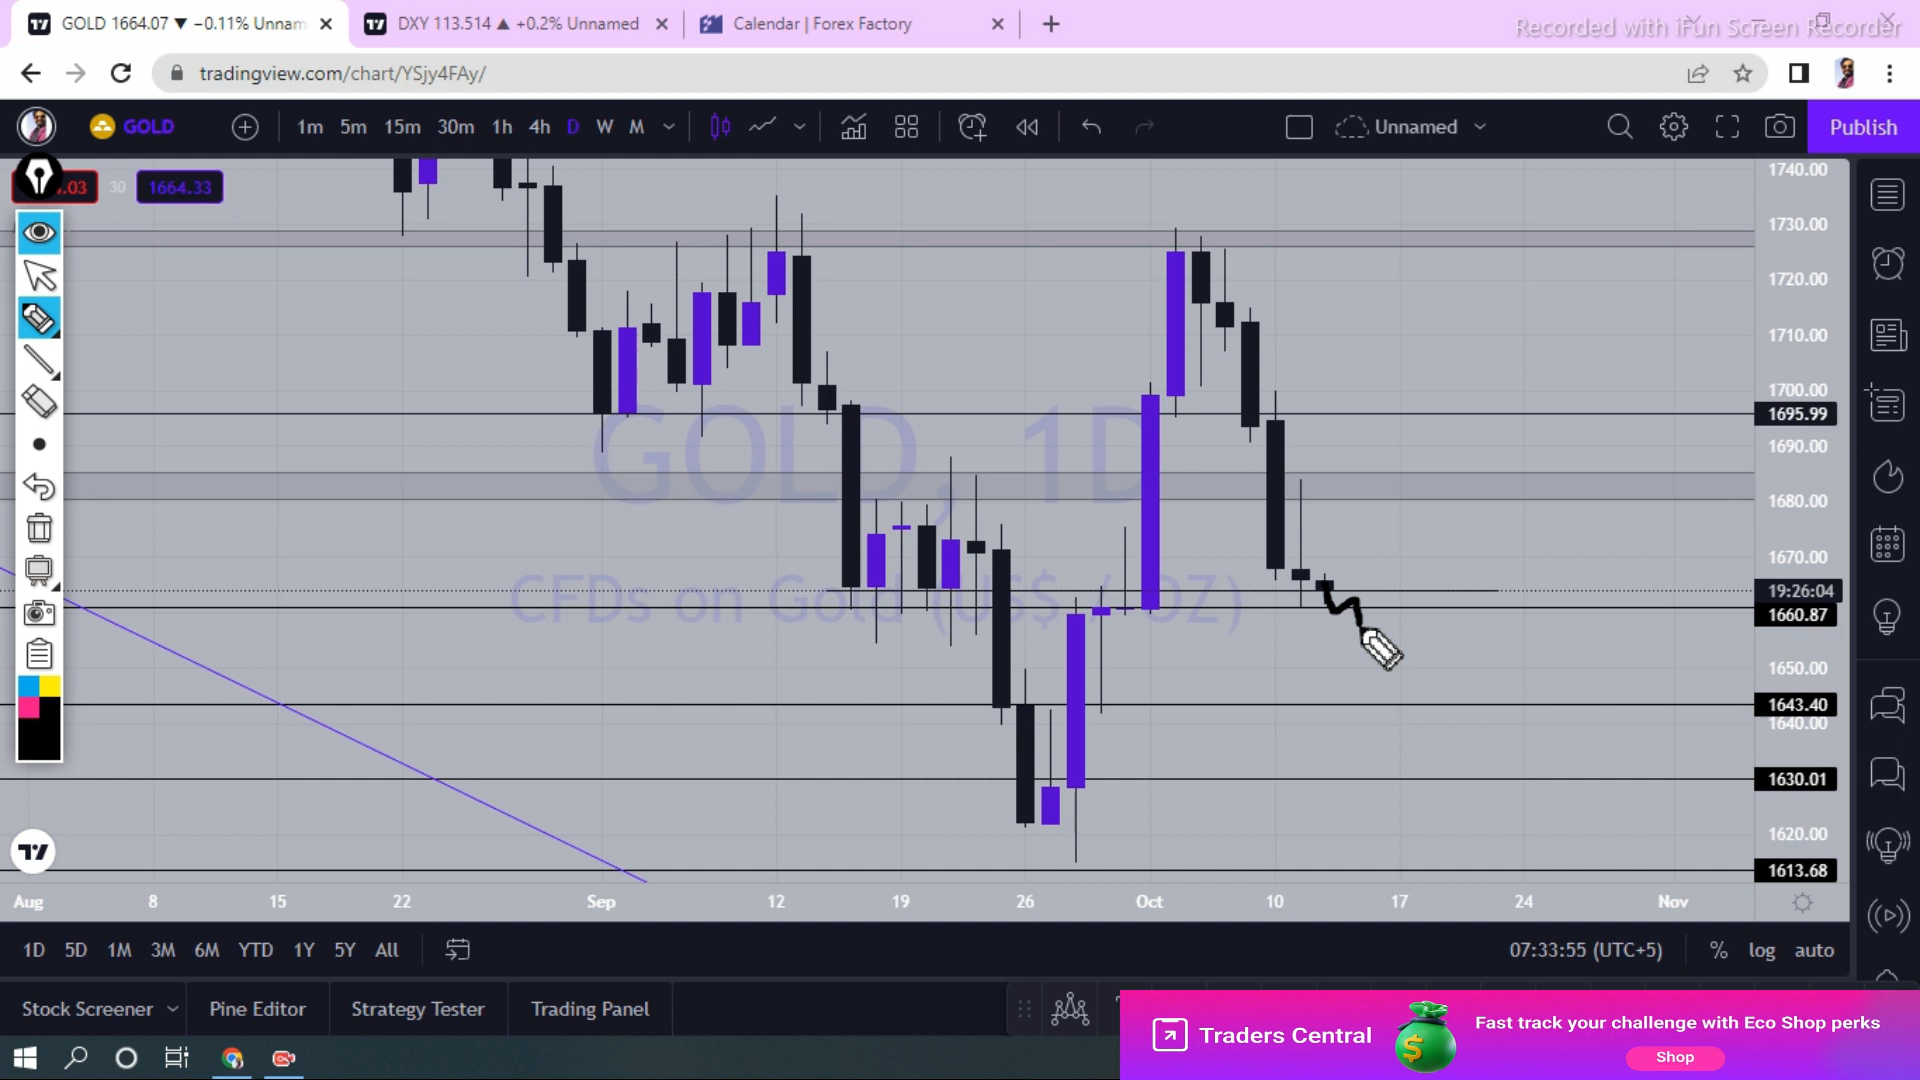 GOLD 1664.07 ▼ −0.11% Unnam
DXY 113.514 ▲ +0.2% Unnamed
Calendar | Forex Factory
Recorded with iFun Screen Recorder
tradingview.com/chart/YSjy4FAy/
GOLD
1m 5m 15m 30m 1h 4h D W M
Unnamed
Publish
.03 30 1664.33
1740.00
1730.00
1720.00
1710.00
1700.00
1695.99
1690.00
1680.00
1670.00
19:26:04
1660.87
1650.00
1643.40
1640.00
1630.01
1620.00
1613.68
GOLD, 1D
CFDs on Gold (US$ / OZ)
Aug 8 15 22 Sep 12 19 26 Oct 10 17 24 Nov
1D 5D 1M 3M 6M YTD 1Y 5Y All
07:33:55 (UTC+5) % log auto
Stock Screener Pine Editor Strategy Tester Trading Panel
Traders Central
Fast track your challenge with Eco Shop perks
Shop